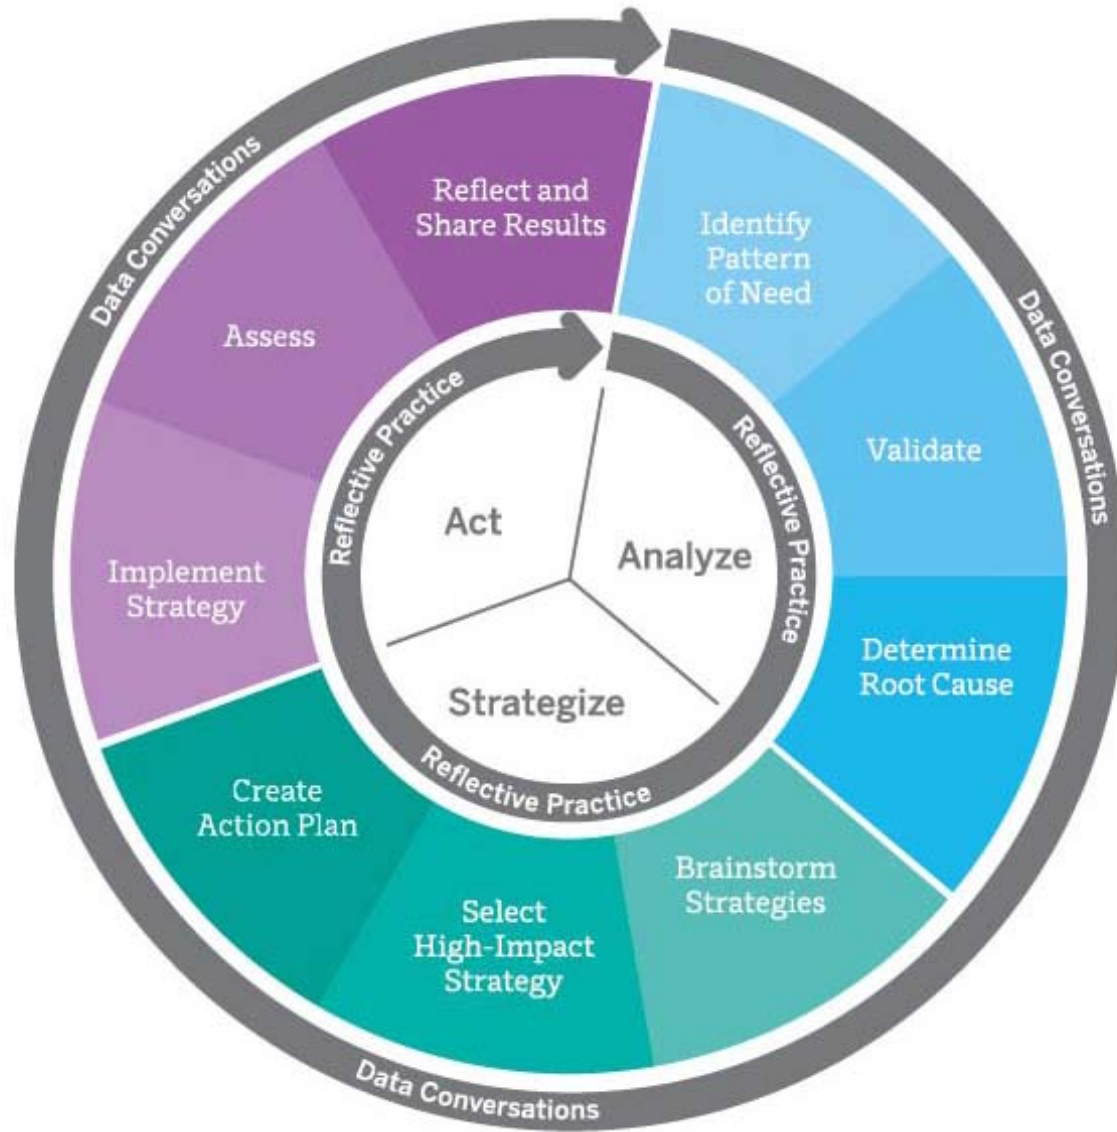 Data Conversations
Reflect and
Share Results
Identify
Pattern
of Need
Assess
Validate
Implement
Strategy
Determine
Root Cause
Create
Action Plan
Select
High-Impact
Strategy
Brainstorm
Strategies
Data Conversations
Data Conversations
Reflective Practice
Reflective Practice
Reflective Practice
Act
Analyze
Strategize